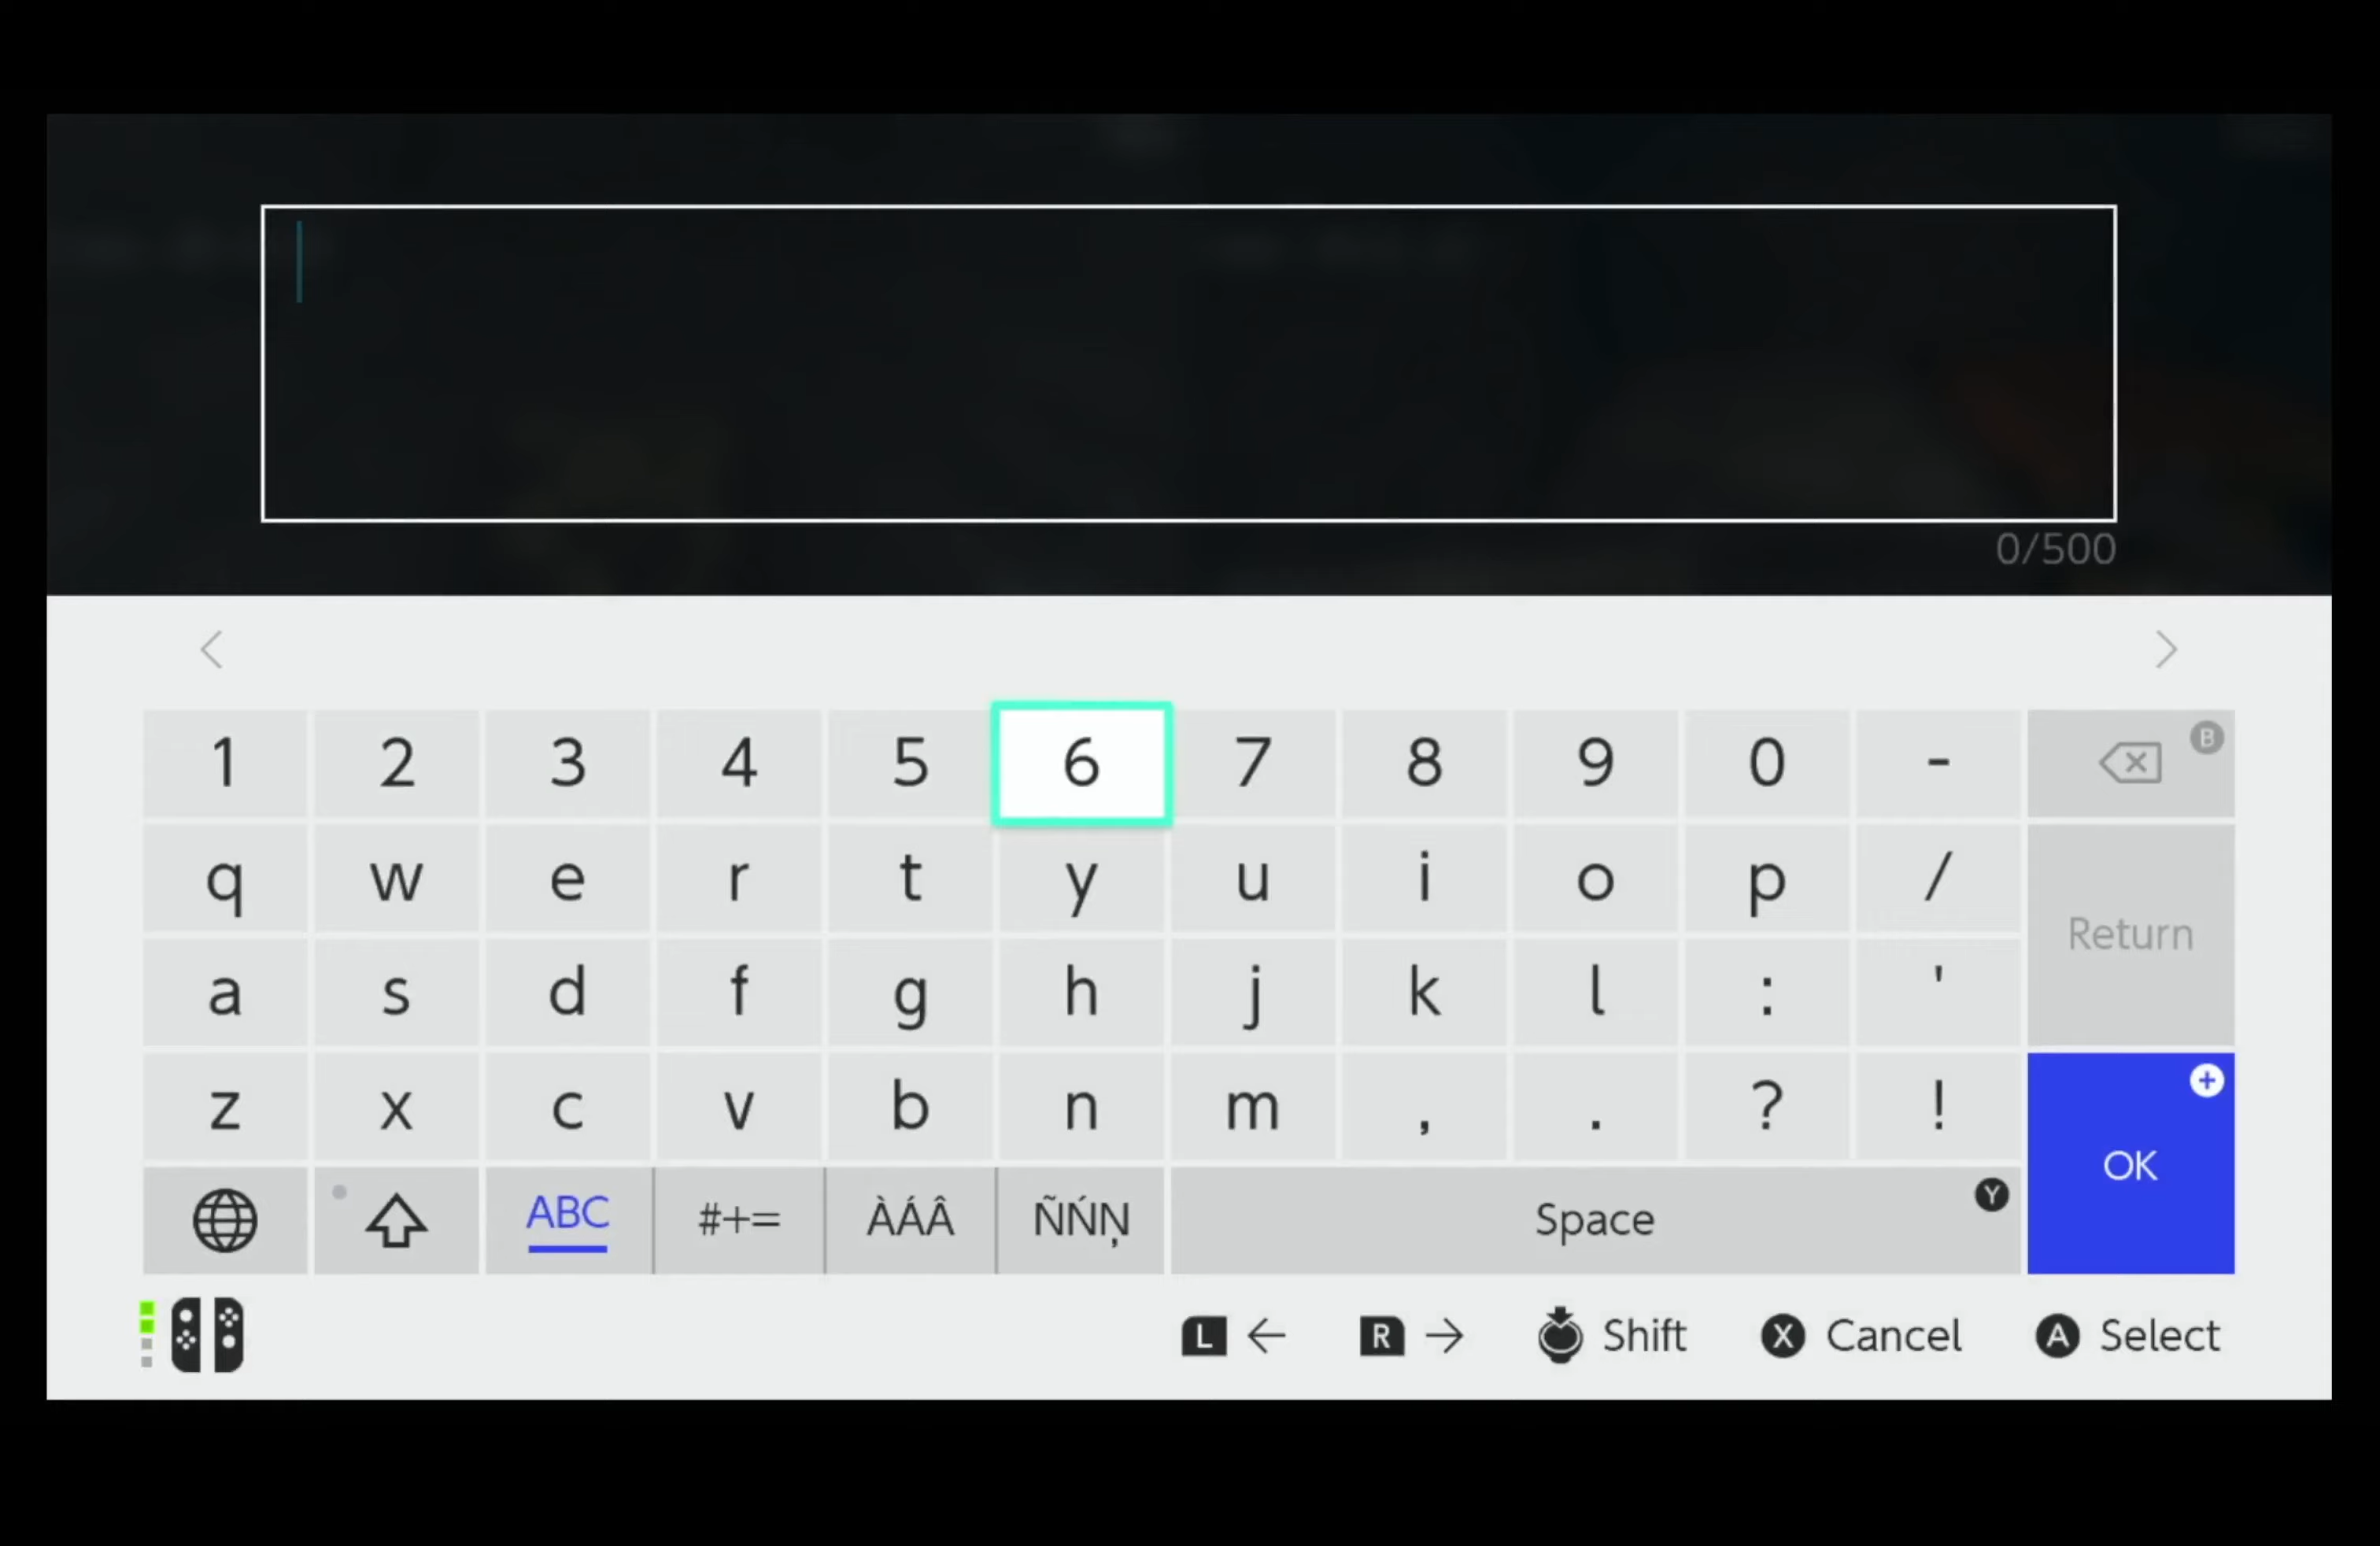 0/500
1 2 3 4 5 6 7 8 9 0 - B
q w e r t y u i o p /
Return
a s d f g h j k l : '
z x c v b n m , . ? !
OK
ABC #+= ÀÁÂ ÑŃŅ Space Y
L ← R → Shift X Cancel A Select